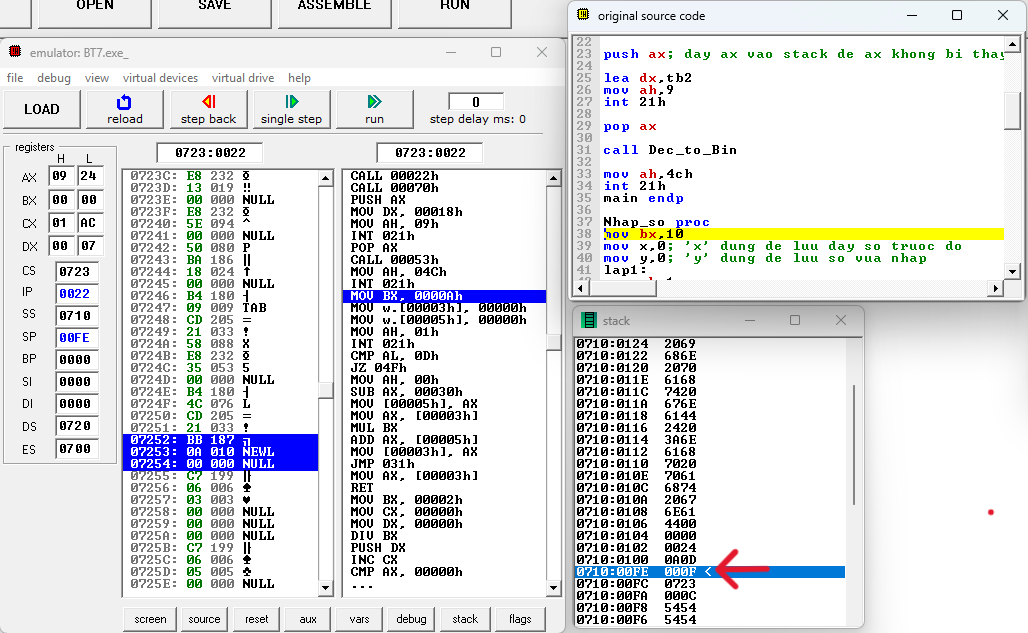 OPEN SAVE ASSEMBLE RUN
emulator: BT7.exe_
file debug view virtual devices virtual drive help
LOAD reload step back single step run 0
step delay ms: 0
registers
H L
AX 09 24
BX 00 00
CX 01 AC
DX 00 07
CS 0723
IP 0022
SS 0710
SP 00FE
BP 0000
SI 0000
DI 0000
DS 0720
ES 0700
0723:0022
0723C: E8 232
0723D: 13 019 ‼
0723E: 00 000 NULL
0723F: E8 232
07240: 5E 094 ^
07241: 00 000 NULL
07242: 50 080 P
07243: BA 186 ║
07244: 18 024 ↑
07245: 00 000 NULL
07246: B4 180 ┤
07247: 09 009 TAB
07248: CD 205 =
07249: 21 033 !
0724A: 58 088 X
0724B: E8 232
0724C: 35 053 5
0724D: 00 000 NULL
0724E: B4 180 ┤
0724F: 4C 076 L
07250: CD 205 =
07251: 21 033 !
07252: BB 187 ╗
07253: 0A 010 NEWL
07254: 00 000 NULL
07255: C7 199 ╟
07256: 06 006 ♠
07257: 03 003 ♥
07258: 00 000 NULL
07259: 00 000 NULL
0725A: 00 000 NULL
0725B: C7 199 ╟
0725C: 06 006 ♠
0725D: 05 005 ♣
0725E: 00 000 NULL
0723:0022
CALL 00022h
CALL 00070h
PUSH AX
MOV DX, 00018h
MOV AH, 09h
INT 021h
POP AX
CALL 00053h
MOV AH, 04Ch
INT 021h
MOV BX, 0000Ah
MOV w.[00003h], 00000h
MOV w.[00005h], 00000h
MOV AH, 01h
INT 021h
CMP AL, 0Dh
JZ 04Fh
MOV AH, 00h
SUB AX, 00030h
MOV [00005h], AX
MOV AX, [00003h]
MUL BX
ADD AX, [00005h]
MOV [00003h], AX
JMP 031h
MOV AX, [00003h]
RET
MOV BX, 00002h
MOV CX, 00000h
MOV DX, 00000h
DIV BX
PUSH DX
INC CX
CMP AX, 00000h
...
screen source reset aux vars debug stack flags
original source code
22
23 push ax; day ax vao stack de ax khong bi thay
24
25 lea dx,tb2
26 mov ah,9
27 int 21h
28
29 pop ax
30
31 call Dec_to_Bin
32
33 mov ah,4ch
34 int 21h
35 main endp
36
37 Nhap_so proc
38 mov bx,10
39 mov x,0; 'x' dung de luu day so truoc do
40 mov y,0; 'y' dung de luu so vua nhap
41 lap1:
stack
0710:0124 2069
0710:0122 686E
0710:0120 2070
0710:011E 6168
0710:011C 7420
0710:011A 676E
0710:0118 6144
0710:0116 2420
0710:0114 3A6E
0710:0112 6168
0710:0110 7020
0710:010E 7061
0710:010C 6874
0710:010A 2067
0710:0108 6E61
0710:0106 4400
0710:0104 0000
0710:0102 0024
0710:0100 0A0D
0710:00FE 000F <
0710:00FC 0723
0710:00FA 000C
0710:00F8 5454
0710:00F6 5454